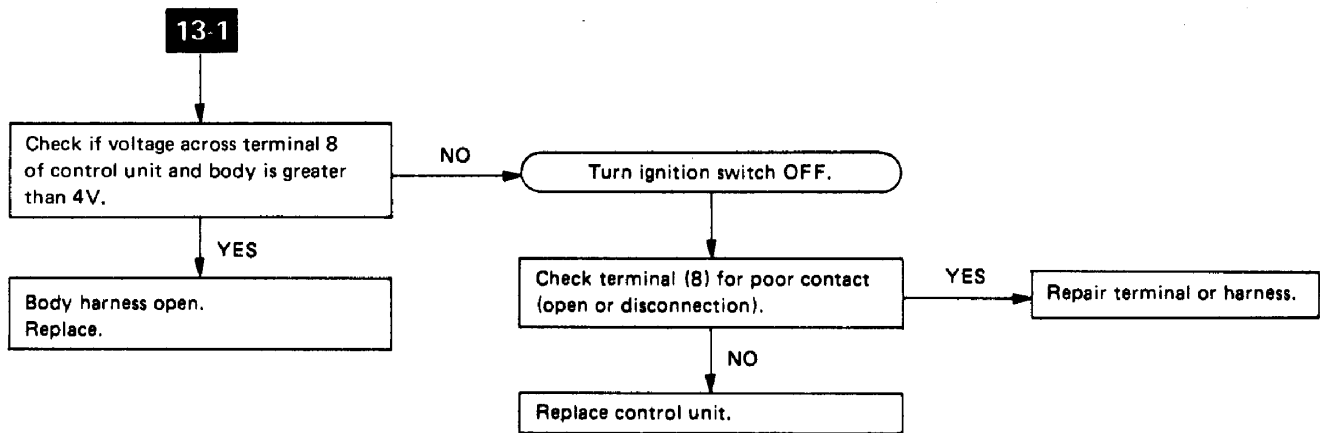 13-1
Check if voltage across terminal 8
of control unit and body is greater
than 4V.
NO
Turn ignition switch OFF.
YES
Body harness open.
Replace.
Check terminal (8) for poor contact
(open or disconnection).
YES
Repair terminal or harness.
NO
Replace control unit.